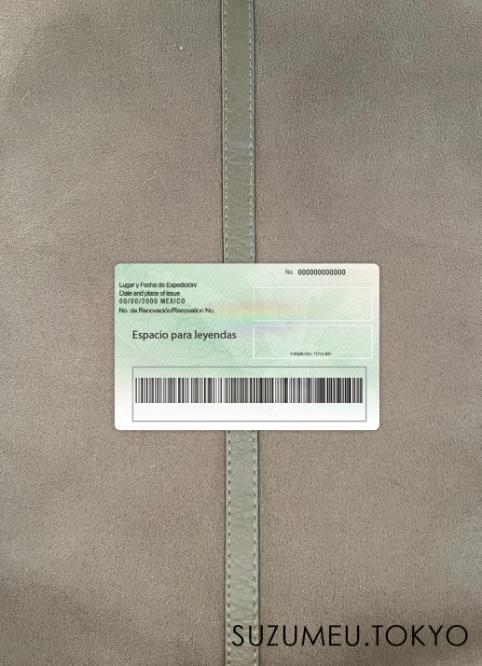 No. 000000000000
Lugar y Fecha de Expedición/
Date and place of issue
00/00/2000 MEXICO
No. de Renovación/Renovation No.
Espacio para leyendas
FIRMA DEL TITULAR
SUZUMEU.TOKYO